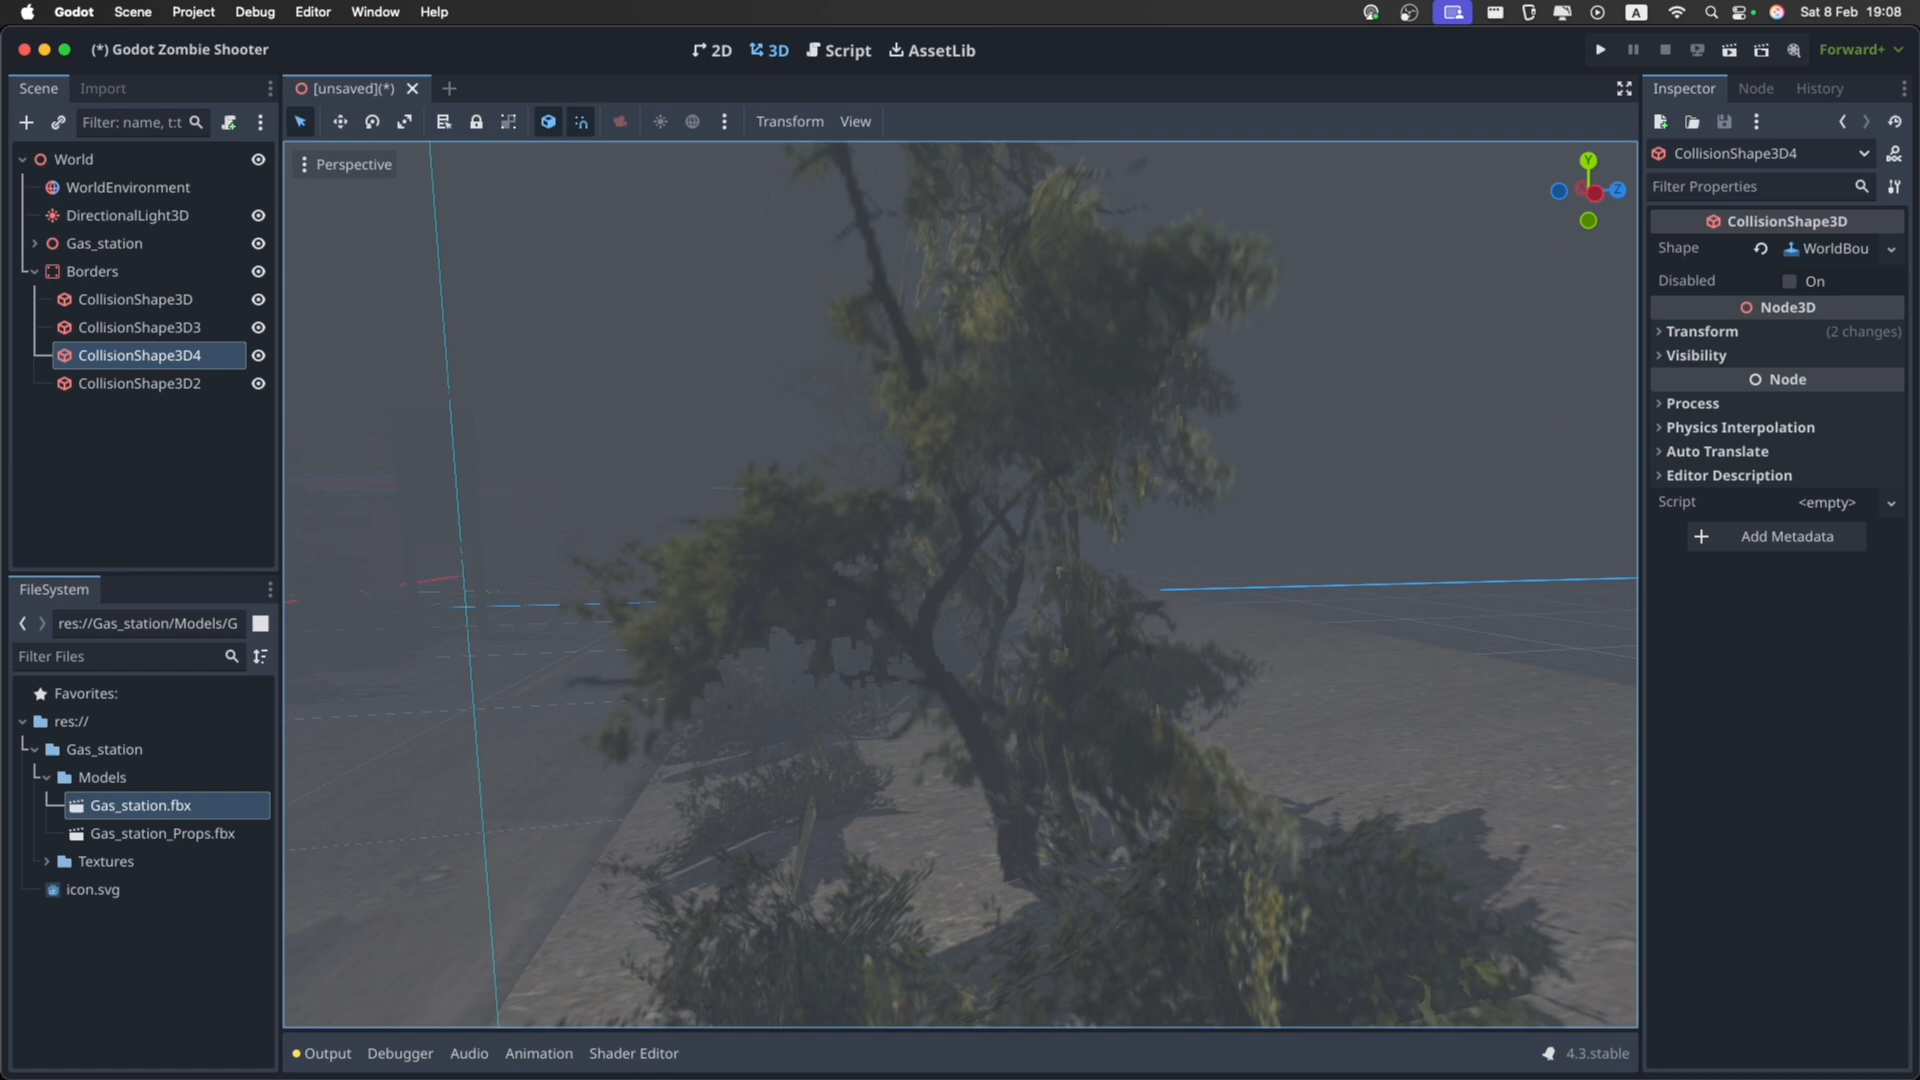 Godot Scene Project Debug Editor Window Help
A
Sat 8 Feb 19:08
(*) Godot Zombie Shooter
2D 3D Script AssetLib
Forward+
Scene Import
[unsaved](*)
Inspector Node History
Filter: name, t:t
Transform View
CollisionShape3D4
Filter Properties
Perspective
Y
Z
World
WorldEnvironment
DirectionalLight3D
Gas_station
Borders
CollisionShape3D
CollisionShape3D3
CollisionShape3D4
CollisionShape3D2
CollisionShape3D
Shape WorldBou
Disabled On
Node3D
Transform (2 changes)
Visibility
Node
Process
Physics Interpolation
Auto Translate
Editor Description
Script <empty>
Add Metadata
FileSystem
res://Gas_station/Models/G
Filter Files
Favorites:
res://
Gas_station
Models
Gas_station.fbx
Gas_station_Props.fbx
Textures
icon.svg
Output Debugger Audio Animation Shader Editor
4.3.stable